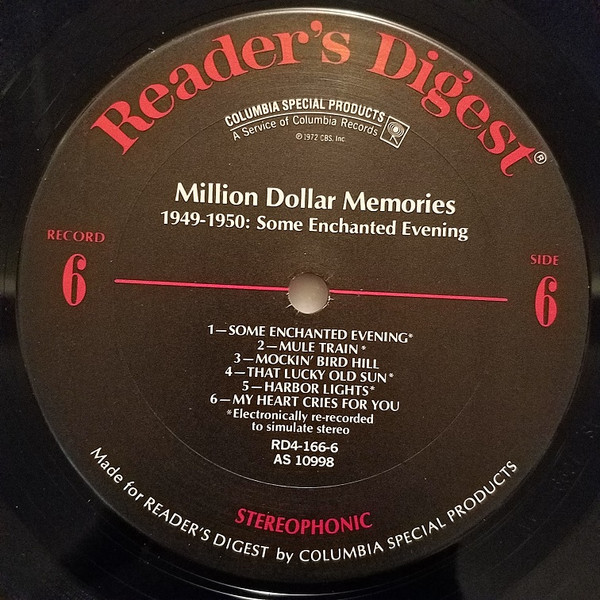 Reader's Digest®
COLUMBIA SPECIAL PRODUCTS
A Service of Columbia Records
℗1972 CBS, Inc
Million Dollar Memories
1949-1950: Some Enchanted Evening
RECORD
6
SIDE
6
1—SOME ENCHANTED EVENING*
2—MULE TRAIN*
3—MOCKIN' BIRD HILL
4—THAT LUCKY OLD SUN*
5—HARBOR LIGHTS*
6—MY HEART CRIES FOR YOU
*Electronically re-recorded
to simulate stereo
RD4-166-6
AS 10998
STEREOPHONIC
Made for READER'S DIGEST by COLUMBIA SPECIAL PRODUCTS